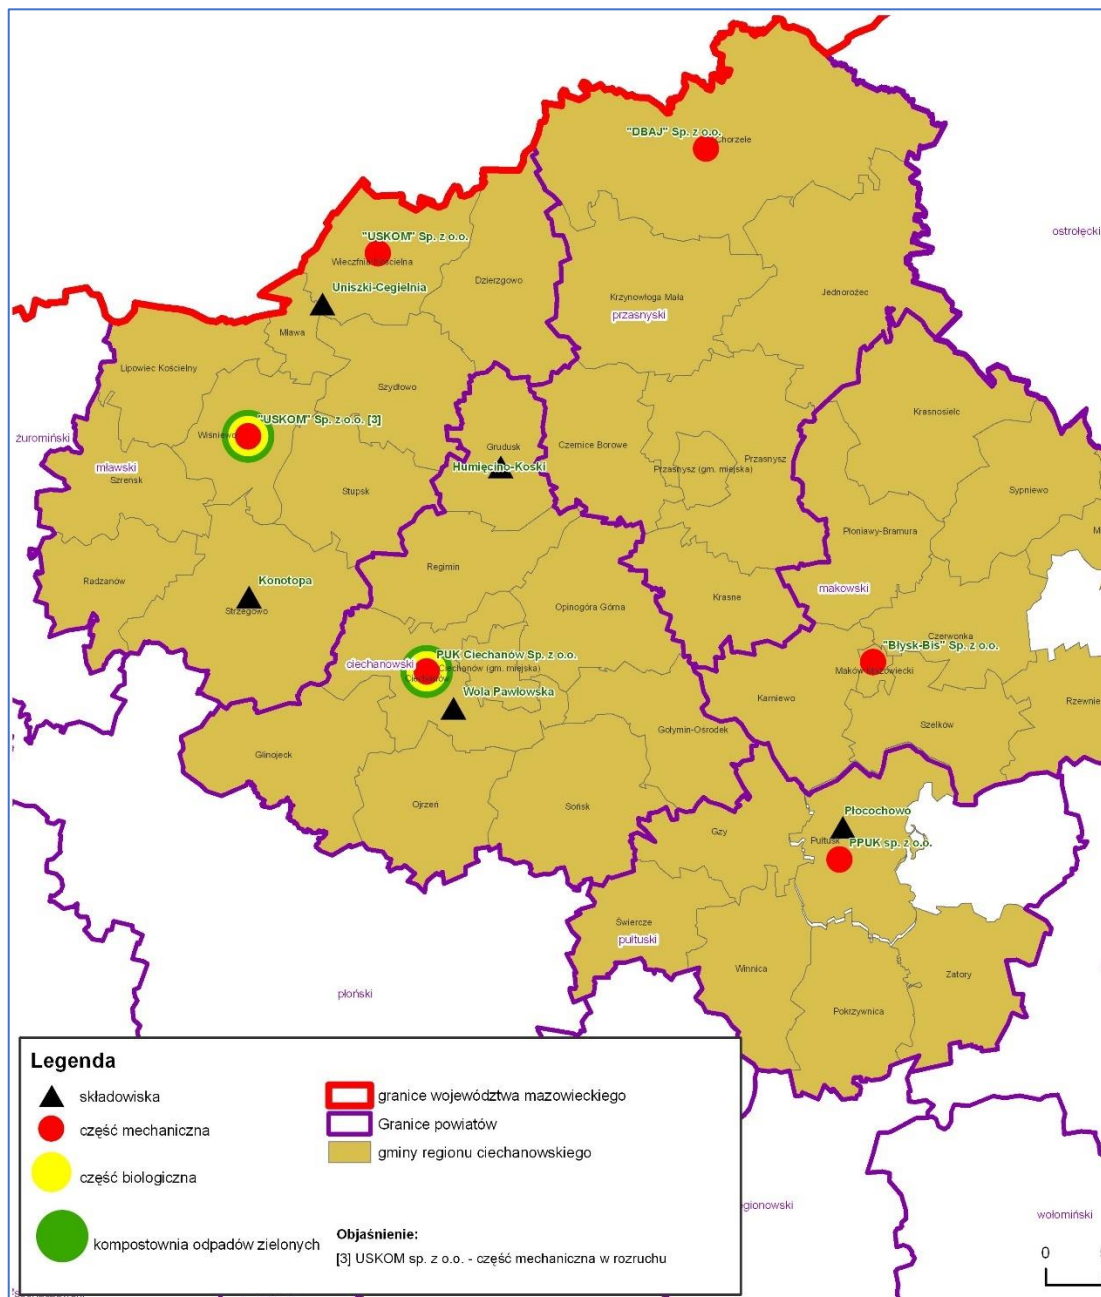 "DBAJ" Sp. z o.o.
Chorzele
ostrołęcki
"USKOM" Sp. z o.o.
Wieczfnia Kościelna
Dzierzgowo
Uniszki-Cegielnia
Krzynowłoga Mała
przasnyski
Jednorożec
Mława
Lipowiec Kościelny
Szydłowo
Krasnosielc
"USKOM" Sp. z o.o. [3]
Wiśniewo
żuromiński
mławski
Szreńsk
Grudusk
Humięcino-Koski
Czernice Borowe
Przasnysz
Przasnysz (gm. miejska)
Stupsk
Sypniewo
Płoniawy-Bramura
Regimin
Radzanów
Konotopa
Strzegowo
Opinogóra Górna
Krasne
makowski
Czerwonka
"Błysk-Bis" Sp. z o.o.
Maków Mazowiecki
PUK Ciechanów Sp. z o.o.
ciechanowski
Ciechanów (gm. miejska)
Ciechanów
Wola Pawłowska
Karniewo
Rzewnie
Szelków
Gołymin-Ośrodek
Glinojeck
Ojrzeń
Sońsk
Płocochowo
Gzy
Pułtusk
PPUK sp. z o.o.
Świercze
pułtuski
Winnica
Zatory
Pokrzywnica
płoński
Legenda
składowiska
część mechaniczna
część biologiczna
kompostownia odpadów zielonych
granice województwa mazowieckiego
Granice powiatów
gminy regionu ciechanowskiego
Objaśnienie:
[3] USKOM sp. z o.o. - część mechaniczna w rozruchu
egionowski
wołomiński
0